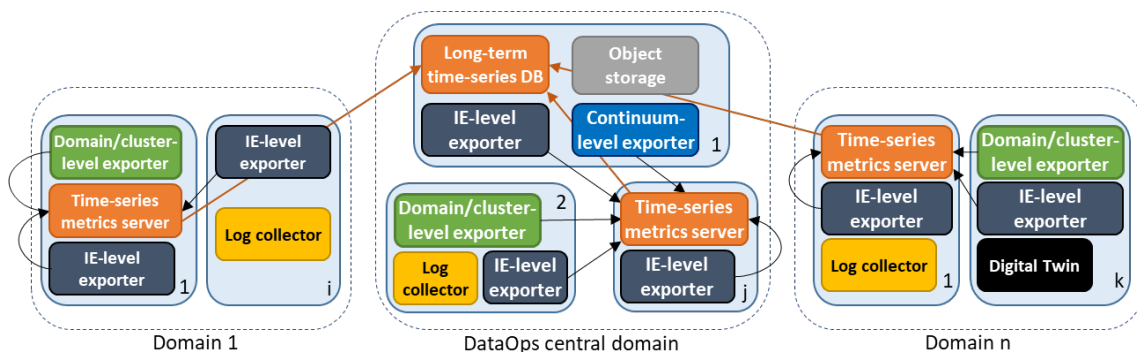 Domain/cluster-
level exporter
Time-series
metrics server
IE-level
exporter
1
IE-level
exporter
Log collector
i
Domain 1
Long-term
time-series DB
Object
storage
IE-level
exporter
Continuum-
level exporter
1
Domain/cluster-
level exporter
2
Log
collector
IE-level
exporter
Time-series
metrics server
IE-level
exporter
j
DataOps central domain
Time-series
metrics server
IE-level
exporter
Log collector
1
Domain/cluster-
level exporter
IE-level
exporter
Digital Twin
k
Domain n